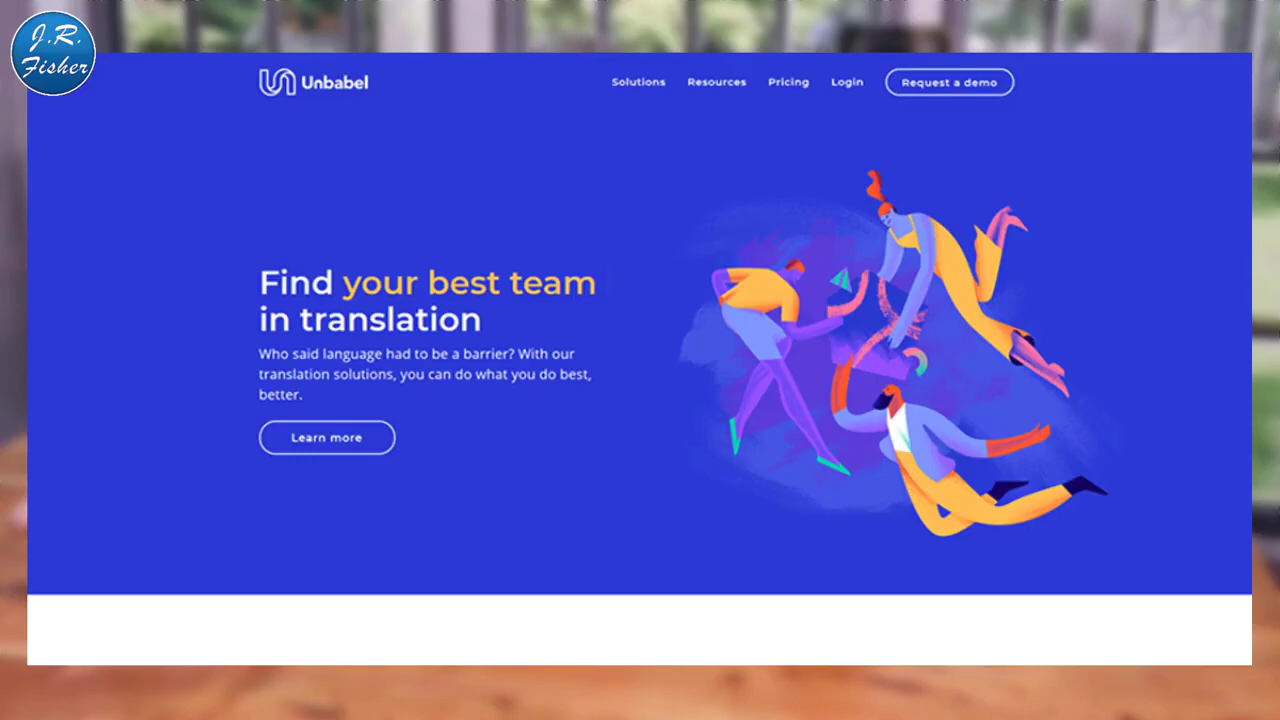 J.R.
Fisher
Unbabel
Solutions
Resources
Pricing
Login
Request a demo
Find your best team
in translation
Who said language had to be a barrier? With our
translation solutions, you can do what you do best,
better.
Learn more